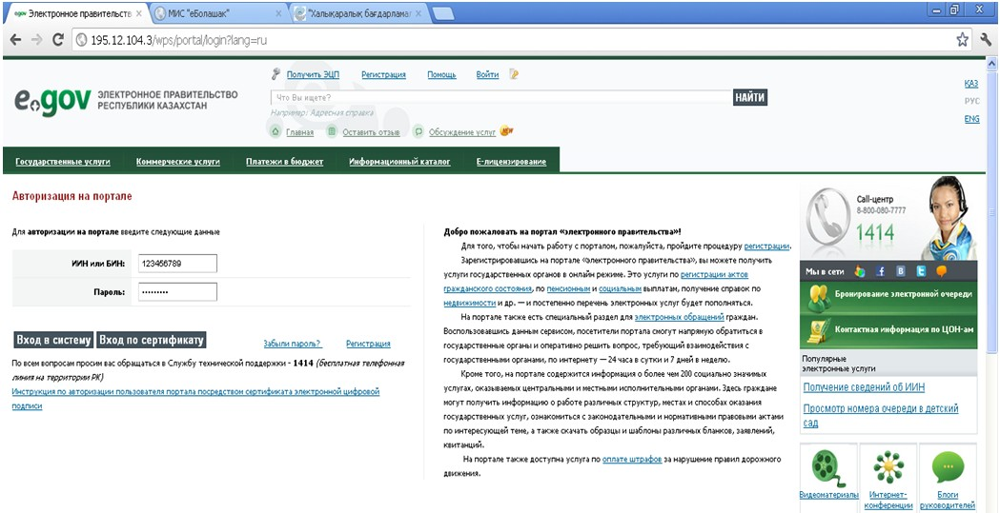 Электронное правительств
МИС "еБолашак"
"Халықаралық бағдарламал
195.12.104.3/wps/portal/login?lang=ru
Получить ЭЦП Регистрация Помощь Войти
egov ЭЛЕКТРОННОЕ ПРАВИТЕЛЬСТВО
РЕСПУБЛИКИ КАЗАХСТАН
Что Вы ищете? НАЙТИ
Например: Адресная справка
Главная Оставить отзыв Обсуждение услуг NEW
ҚАЗ
РУС
ENG
Государственные услуги Коммерческие услуги Платежи в бюджет Информационный каталог Е-лицензирование
Авторизация на портале
Для авторизации на портале введите следующие данные
ИИН или БИН: 123456789
Пароль: ••••••••
Вход в систему Вход по сертификату Забыли пароль? Регистрация
По всем вопросам просим вас обращаться в Службу технической поддержки - 1414 (бесплатная телефонная
линия на территории РК)
Инструкция по авторизации пользователя портала посредством сертификата электронной цифровой
подписи
Добро пожаловать на портал «электронного правительства»!
Для того, чтобы начать работу с порталом, пожалуйста, пройдите процедуру регистрации.
Зарегистрировавшись на портале «электронного правительства», вы можете получить
услуги государственных органов в онлайн режиме. Это услуги по регистрации актов
гражданского состояния, по пенсионным и социальным выплатам, получение справок по
недвижимости и др. — и постепенно перечень электронных услуг будет пополняться.
На портале также есть специальный раздел для электронных обращений граждан.
Воспользовавшись данным сервисом, посетители портала смогут напрямую обратиться в
государственные органы и оперативно решить вопрос, требующий взаимодействия с
государственными органами, по интернету — 24 часа в сутки и 7 дней в неделю.
Кроме того, на портале содержится информация о более чем 200 социально значимых
услугах, оказываемых центральными и местными исполнительными органами. Здесь граждане
могут получить информацию о работе различных структур, местах и способах оказания
государственных услуг, ознакомиться с законодательными и нормативными правовыми актами
по интересующей теме, а также скачать образцы и шаблоны различных бланков, заявлений,
квитанций.
На портале также доступна услуга по оплате штрафов за нарушение правил дорожного
движения.
Call-центр
8-800-080-7777
1414
Мы в сети
Бронирование электронной очереди
Контактная информация по ЦОН-ам
Популярные
электронные услуги
Получение сведений об ИИН
Просмотр номера очереди в детский
сад
Видеоматериалы
Интернет-
конференции
Блоги
руководителей